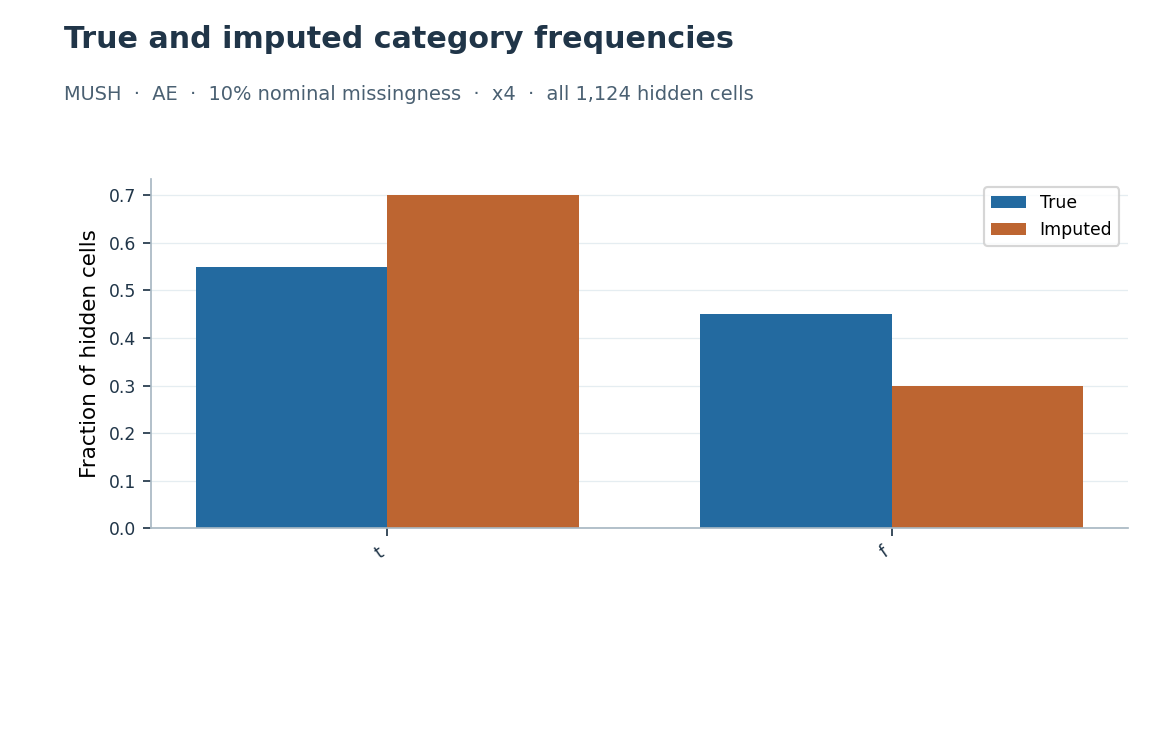 True and imputed category frequencies
MUSH · AE · 10% nominal missingness · x4 · all 1,124 hidden cells
Fraction of hidden cells
0.7
0.6
0.5
0.4
0.3
0.2
0.1
0.0
True
Imputed
t
f